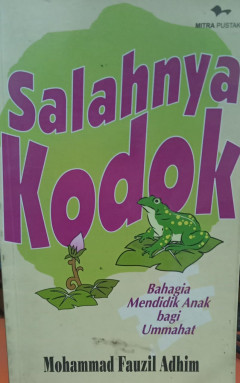 MITRA PUSTAKA
Salahnya
Kodok
Bahagia
Mendidik Anak
bagi
Ummahat
Mohammad Fauzil Adhim